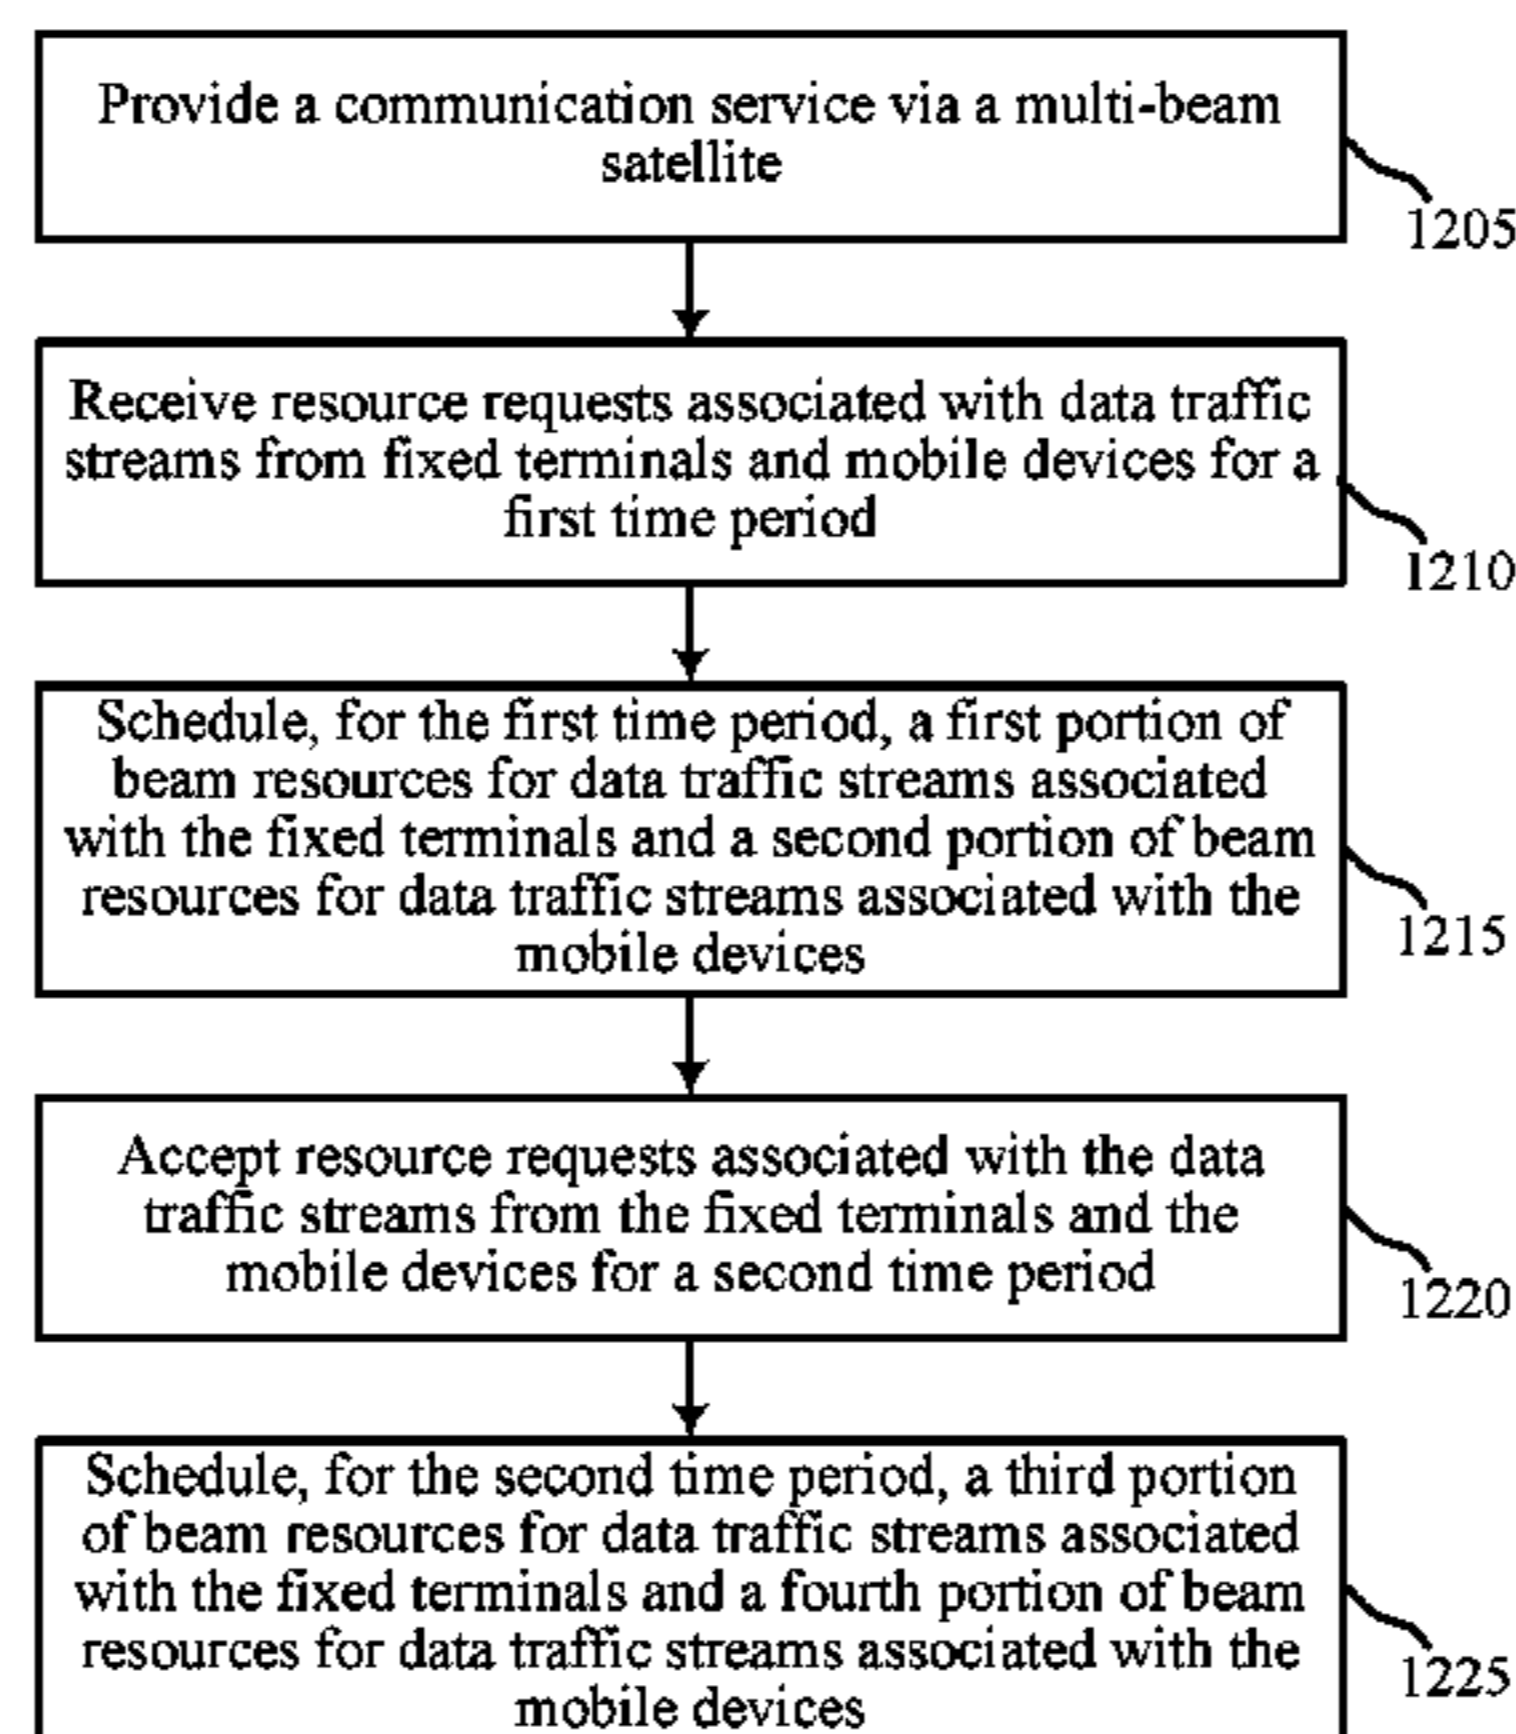 Provide a communication service via a multi-beam
satellite
1205
Receive resource requests associated with data traffic
streams from fixed terminals and mobile devices for a
first time period
1210
Schedule, for the first time period, a first portion of
beam resources for data traffic streams associated
with the fixed terminals and a second portion of beam
resources for data traffic streams associated with the
mobile devices
1215
Accept resource requests associated with the data
traffic streams from the fixed terminals and the
mobile devices for a second time period
1220
Schedule, for the second time period, a third portion
of beam resources for data traffic streams associated
with the fixed terminals and a fourth portion of beam
resources for data traffic streams associated with the
mobile devices
1225